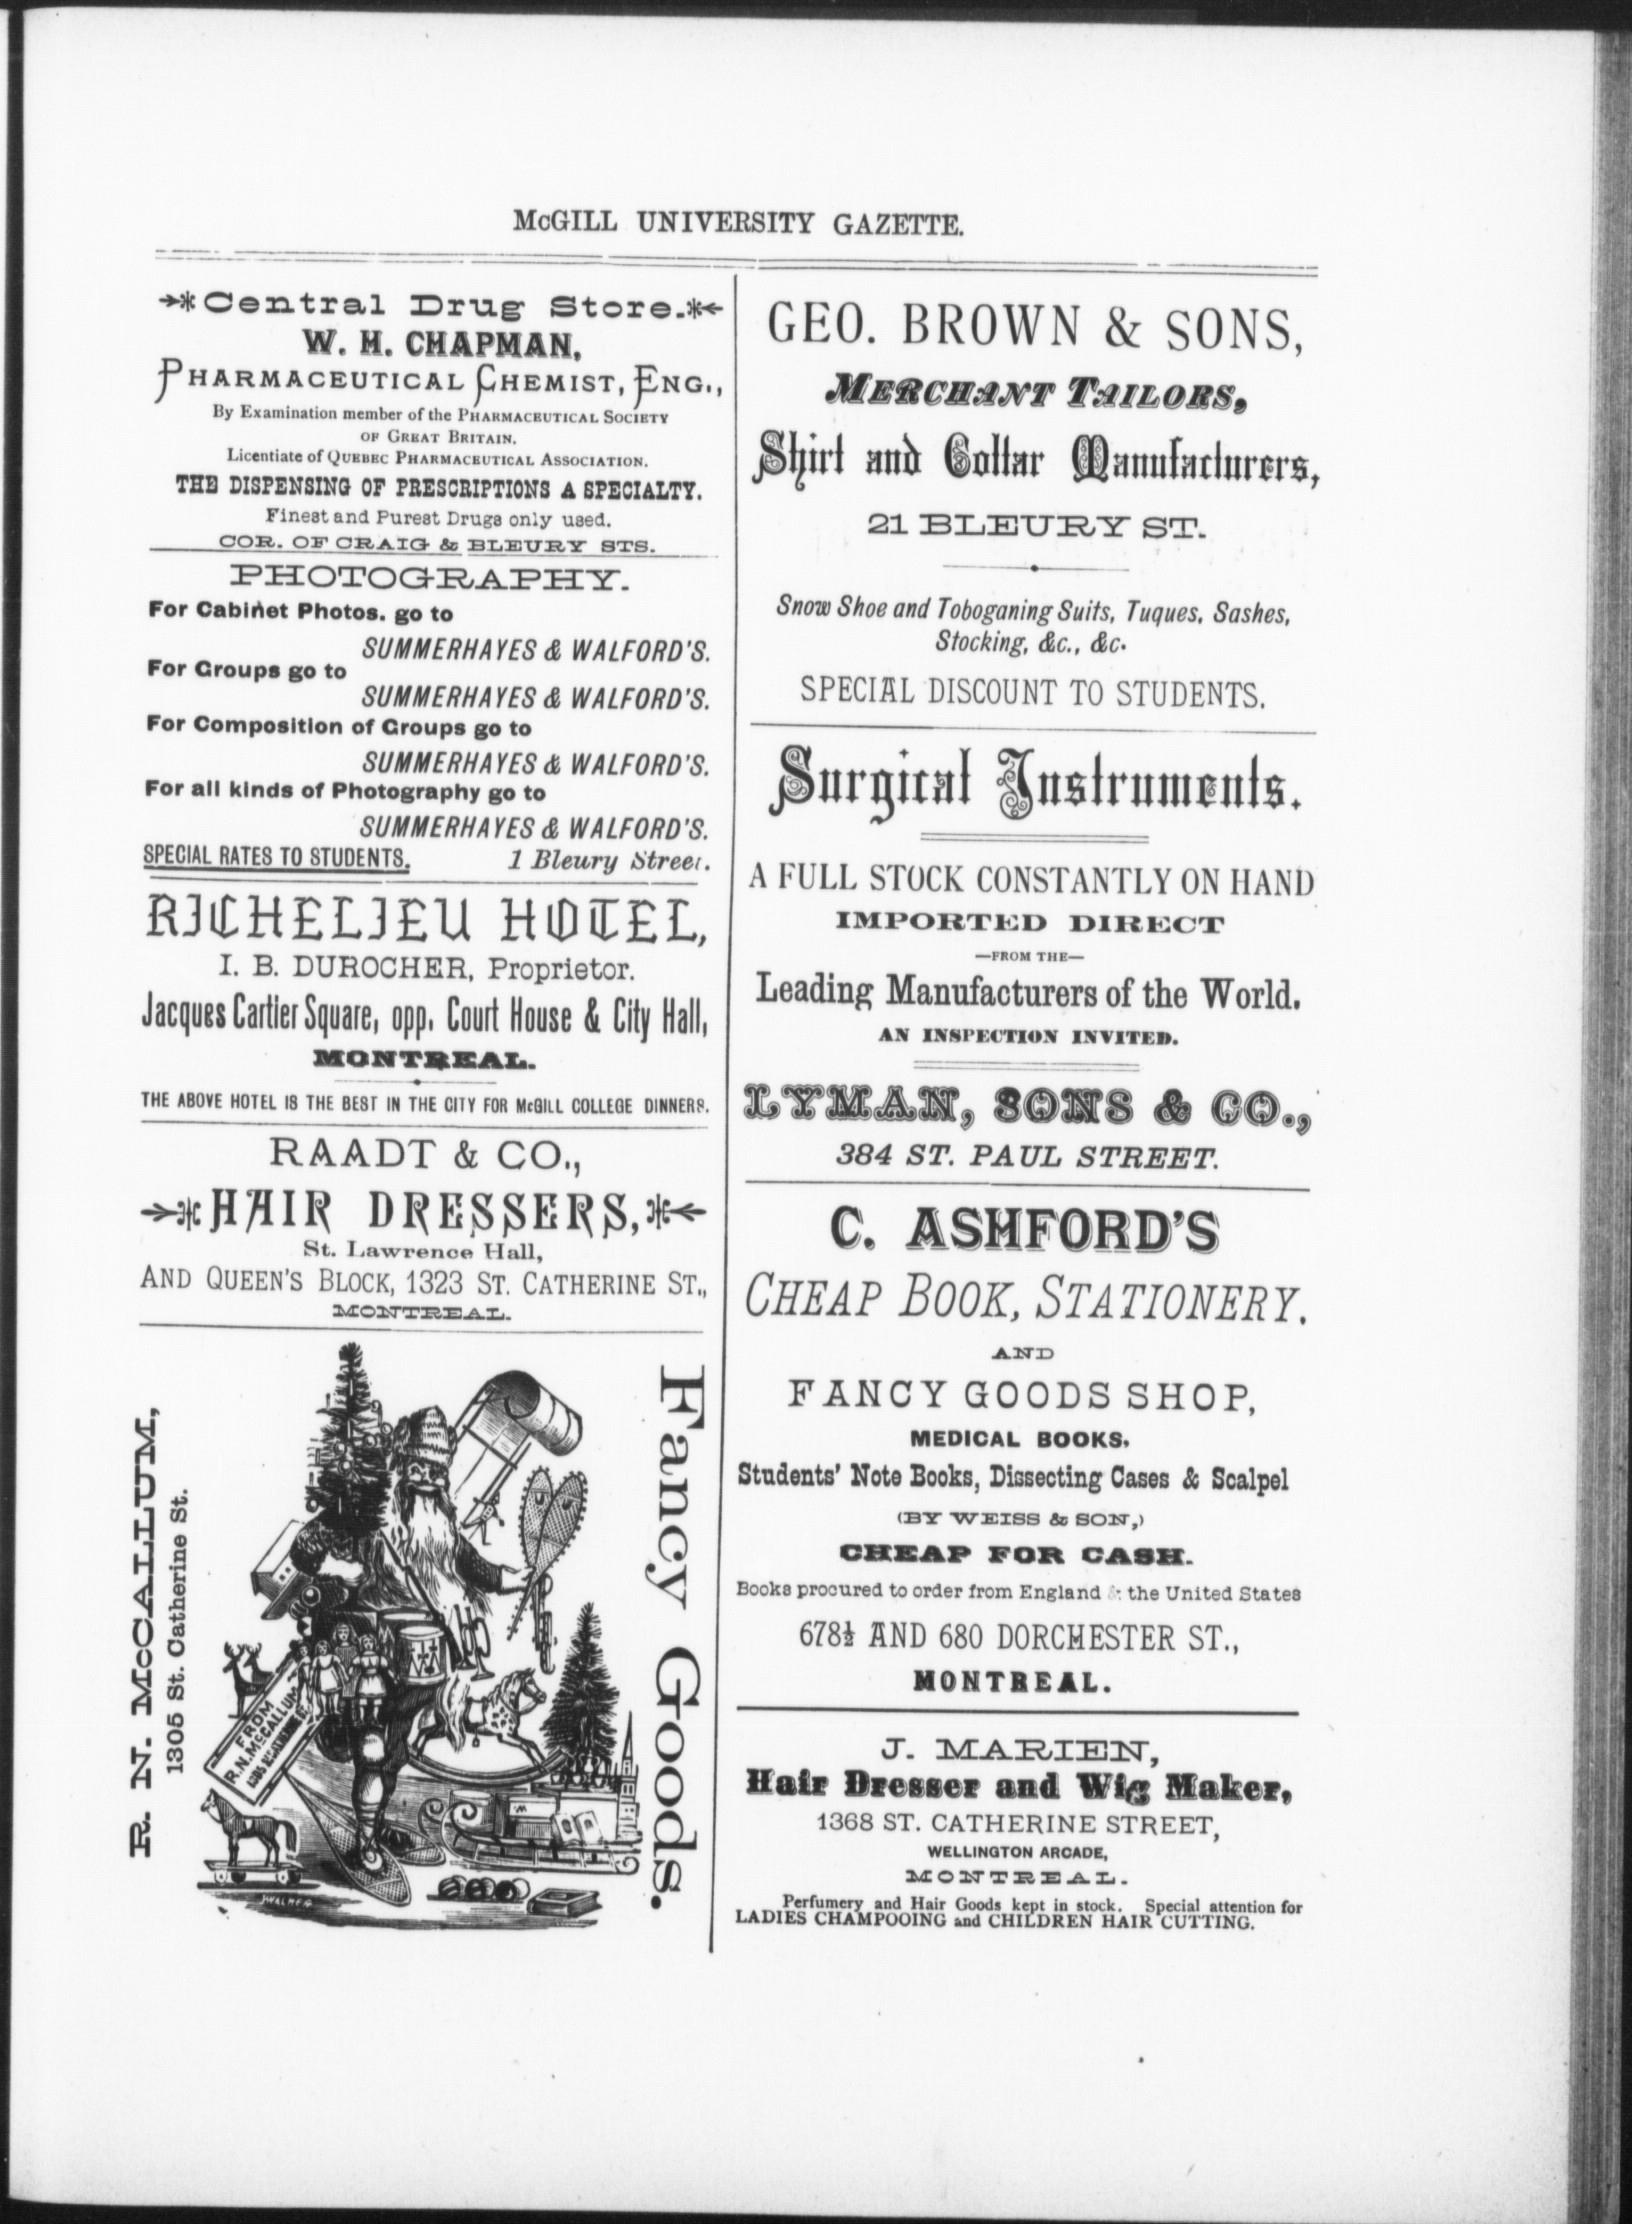 McGILL UNIVERSITY GAZETTE.
Central Drug Store.
W. H. CHAPMAN,
PHARMACEUTICAL CHEMIST, ENG.,
By Examination member of the PHARMACEUTICAL SOCIETY
OF GREAT BRITAIN.
Licentiate of QUEBEC PHARMACEUTICAL ASSOCIATION.
THE DISPENSING OF PRESCRIPTIONS A SPECIALTY.
Finest and Purest Drugs only used.
COR. OF CRAIG & BLEURY STS.
PHOTOGRAPHY.
For Cabinet Photos. go to
SUMMERHAYES & WALFORD'S.
For Groups go to
SUMMERHAYES & WALFORD'S.
For Composition of Groups go to
SUMMERHAYES & WALFORD'S.
For all kinds of Photography go to
SUMMERHAYES & WALFORD'S.
SPECIAL RATES TO STUDENTS. 1 Bleury Street.
RICHELIEU HOTEL,
I. B. DUROCHER, Proprietor.
Jacques Cartier Square, opp. Court House & City Hall,
MONTREAL.
THE ABOVE HOTEL IS THE BEST IN THE CITY FOR McGILL COLLEGE DINNERS.
RAADT & CO.,
HAIR DRESSERS,
St. Lawrence Hall,
AND QUEEN'S BLOCK, 1323 ST. CATHERINE ST.,
MONTREAL.
R. N. McCALLUM,
1305 St. Catherine St.
FROM
R.N. McCALLUM
1305 St. CATHERINE ST.
JWALKER
Fancy Goods.
GEO. BROWN & SONS,
MERCHANT TAILORS,
Shirt and Collar Manufacturers,
21 BLEURY ST.
Snow Shoe and Toboganing Suits, Tuques, Sashes,
Stocking, &c., &c.
SPECIAL DISCOUNT TO STUDENTS.
Surgical Instruments.
A FULL STOCK CONSTANTLY ON HAND
IMPORTED DIRECT
—FROM THE—
Leading Manufacturers of the World.
AN INSPECTION INVITED.
LYMAN, SONS & CO.,
384 ST. PAUL STREET.
C. ASHFORD'S
CHEAP BOOK, STATIONERY,
AND
FANCY GOODS SHOP,
MEDICAL BOOKS,
Students' Note Books, Dissecting Cases & Scalpel
(BY WEISS & SON,)
CHEAP FOR CASH.
Books procured to order from England & the United States
678½ AND 680 DORCHESTER ST.,
MONTREAL.
J. MARIEN,
Hair Dresser and Wig Maker,
1368 ST. CATHERINE STREET,
WELLINGTON ARCADE,
MONTREAL.
Perfumery and Hair Goods kept in stock. Special attention for
LADIES CHAMPOOING and CHILDREN HAIR CUTTING.